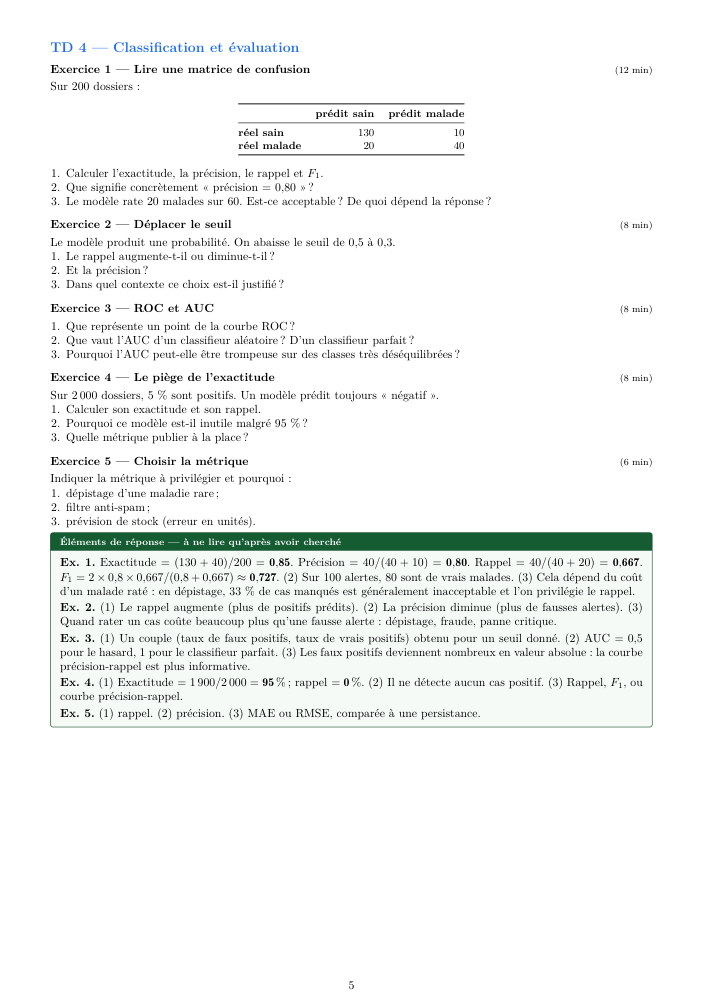 TD 4 — Classification et évaluation
Exercice 1 — Lire une matrice de confusion (12 min)
Sur 200 dossiers :
prédit sain prédit malade
réel sain 130 10
réel malade 20 40
1. Calculer l'exactitude, la précision, le rappel et F₁.
2. Que signifie concrètement « précision = 0,80 » ?
3. Le modèle rate 20 malades sur 60. Est-ce acceptable ? De quoi dépend la réponse ?
Exercice 2 — Déplacer le seuil (8 min)
Le modèle produit une probabilité. On abaisse le seuil de 0,5 à 0,3.
1. Le rappel augmente-t-il ou diminue-t-il ?
2. Et la précision ?
3. Dans quel contexte ce choix est-il justifié ?
Exercice 3 — ROC et AUC (8 min)
1. Que représente un point de la courbe ROC ?
2. Que vaut l'AUC d'un classifieur aléatoire ? D'un classifieur parfait ?
3. Pourquoi l'AUC peut-elle être trompeuse sur des classes très déséquilibrées ?
Exercice 4 — Le piège de l'exactitude (8 min)
Sur 2 000 dossiers, 5 % sont positifs. Un modèle prédit toujours « négatif ».
1. Calculer son exactitude et son rappel.
2. Pourquoi ce modèle est-il inutile malgré 95 % ?
3. Quelle métrique publier à la place ?
Exercice 5 — Choisir la métrique (6 min)
Indiquer la métrique à privilégier et pourquoi :
1. dépistage d'une maladie rare ;
2. filtre anti-spam ;
3. prévision de stock (erreur en unités).
Éléments de réponse — à ne lire qu'après avoir cherché
Ex. 1. Exactitude = (130 + 40)/200 = 0,85. Précision = 40/(40 + 10) = 0,80. Rappel = 40/(40 + 20) = 0,667.
F₁ = 2 × 0,8 × 0,667/(0,8 + 0,667) ≈ 0,727. (2) Sur 100 alertes, 80 sont de vrais malades. (3) Cela dépend du coût
d'un malade raté : en dépistage, 33 % de cas manqués est généralement inacceptable et l'on privilégie le rappel.
Ex. 2. (1) Le rappel augmente (plus de positifs prédits). (2) La précision diminue (plus de fausses alertes). (3)
Quand rater un cas coûte beaucoup plus qu'une fausse alerte : dépistage, fraude, panne critique.
Ex. 3. (1) Un couple (taux de faux positifs, taux de vrais positifs) obtenu pour un seuil donné. (2) AUC = 0,5
pour le hasard, 1 pour le classifieur parfait. (3) Les faux positifs deviennent nombreux en valeur absolue : la courbe
précision-rappel est plus informative.
Ex. 4. (1) Exactitude = 1 900/2 000 = 95 % ; rappel = 0 %. (2) Il ne détecte aucun cas positif. (3) Rappel, F₁, ou
courbe précision-rappel.
Ex. 5. (1) rappel. (2) précision. (3) MAE ou RMSE, comparée à une persistance.
5